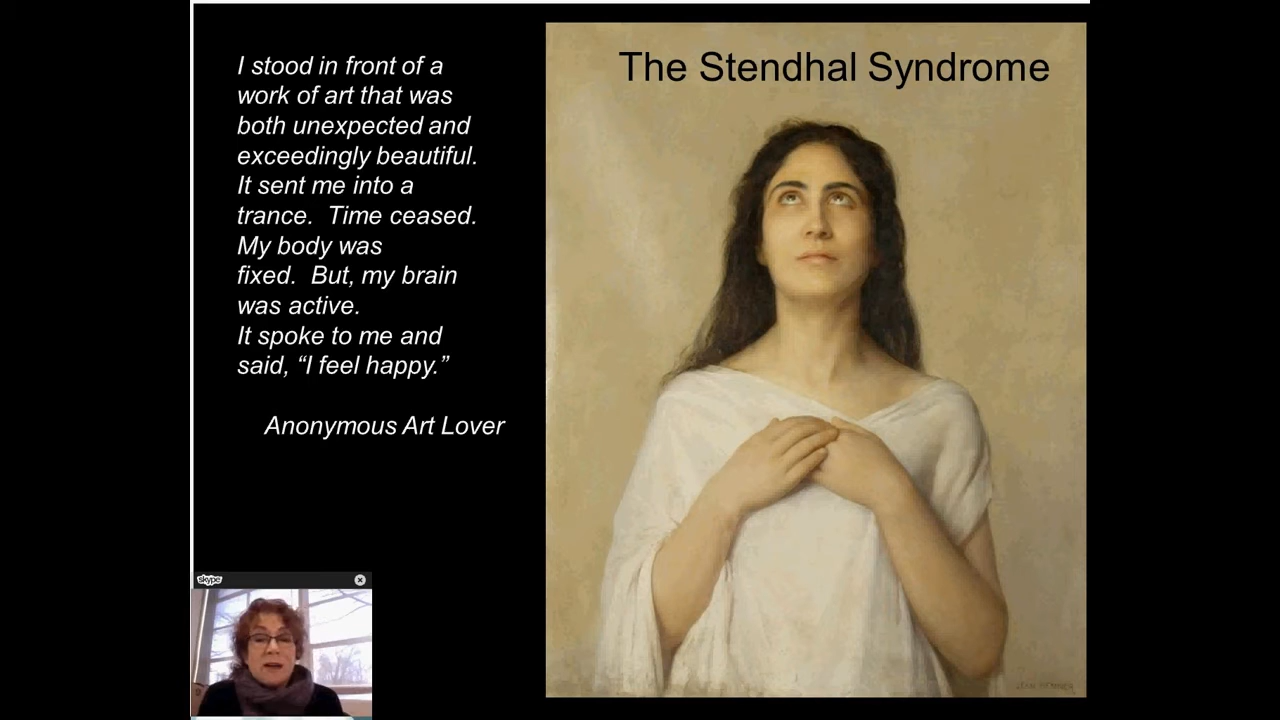 I stood in front of a
work of art that was
both unexpected and
exceedingly beautiful.
It sent me into a
trance.  Time ceased.
My body was
fixed.  But, my brain
was active.
It spoke to me and
said, “I feel happy.”
Anonymous Art Lover
The Stendhal Syndrome
skype